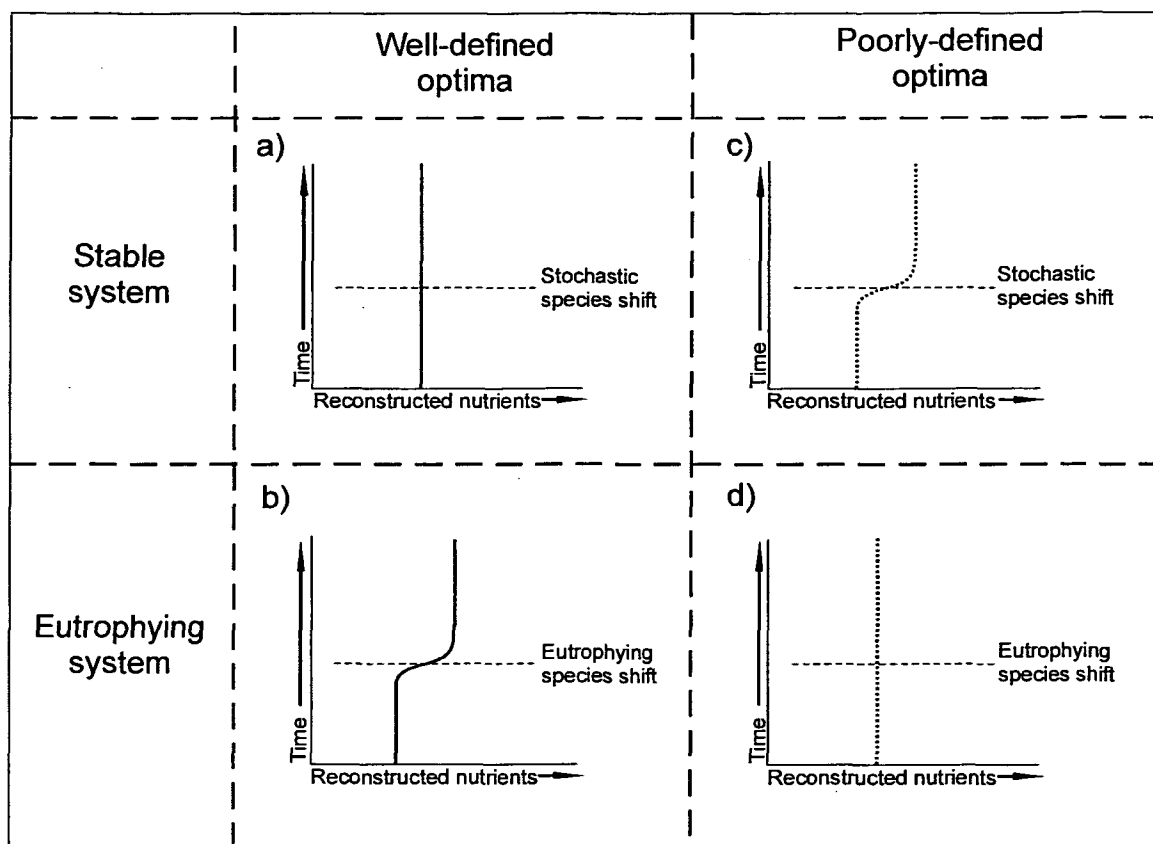 Well-defined
optima
Poorly-defined
optima
Stable
system
a)
Time
Stochastic
species shift
Reconstructed nutrients
c)
Time
Stochastic
species shift
Reconstructed nutrients
Eutrophying
system
b)
Time
Eutrophying
species shift
Reconstructed nutrients
d)
Time
Eutrophying
species shift
Reconstructed nutrients